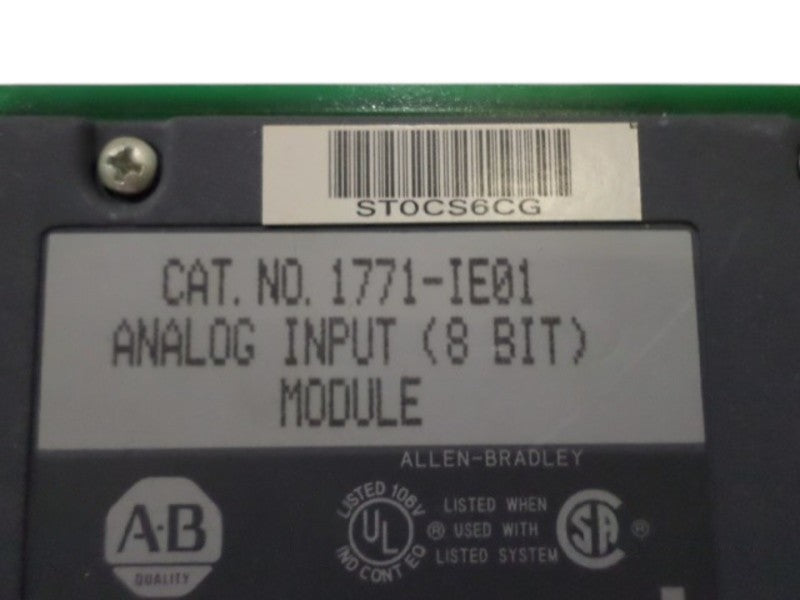 ST0CS6CG
CAT. NO. 1771-IE01
ANALOG INPUT (8 BIT)
MODULE
ALLEN-BRADLEY
A-B
QUALITY
LISTED 106V
UL
IND CONT EQ
LISTED WHEN
® USED WITH
LISTED SYSTEM
SA ®